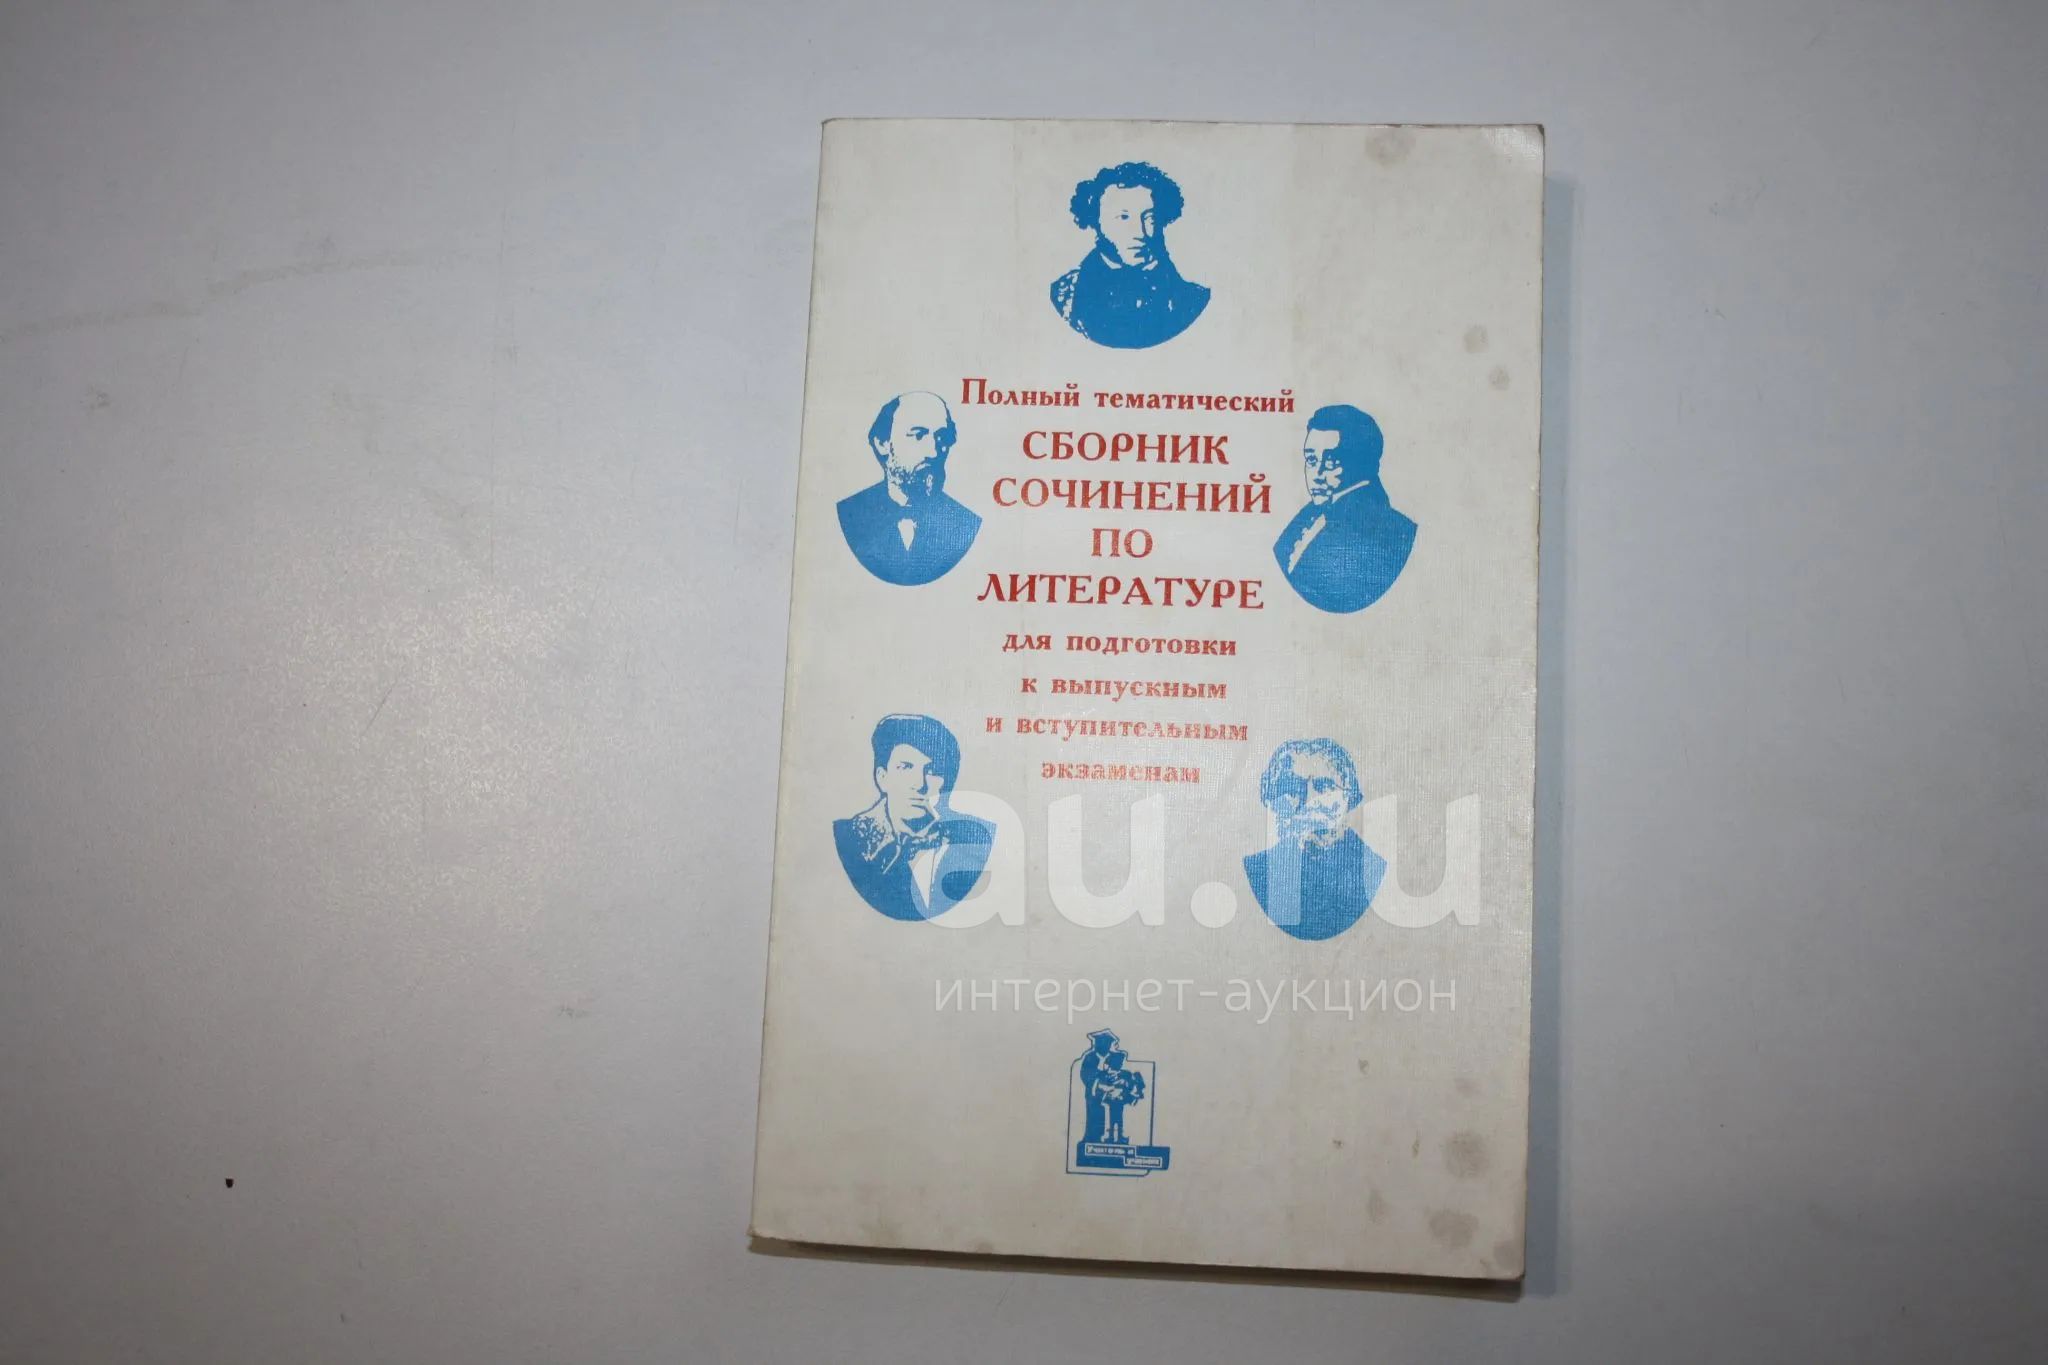 Полный тематический
СБОРНИК
СОЧИНЕНИЙ
ПО
ЛИТЕРАТУРЕ
для подготовки
к выпускным
и вступительным
экзаменам
au.ru
интернет-аукцион